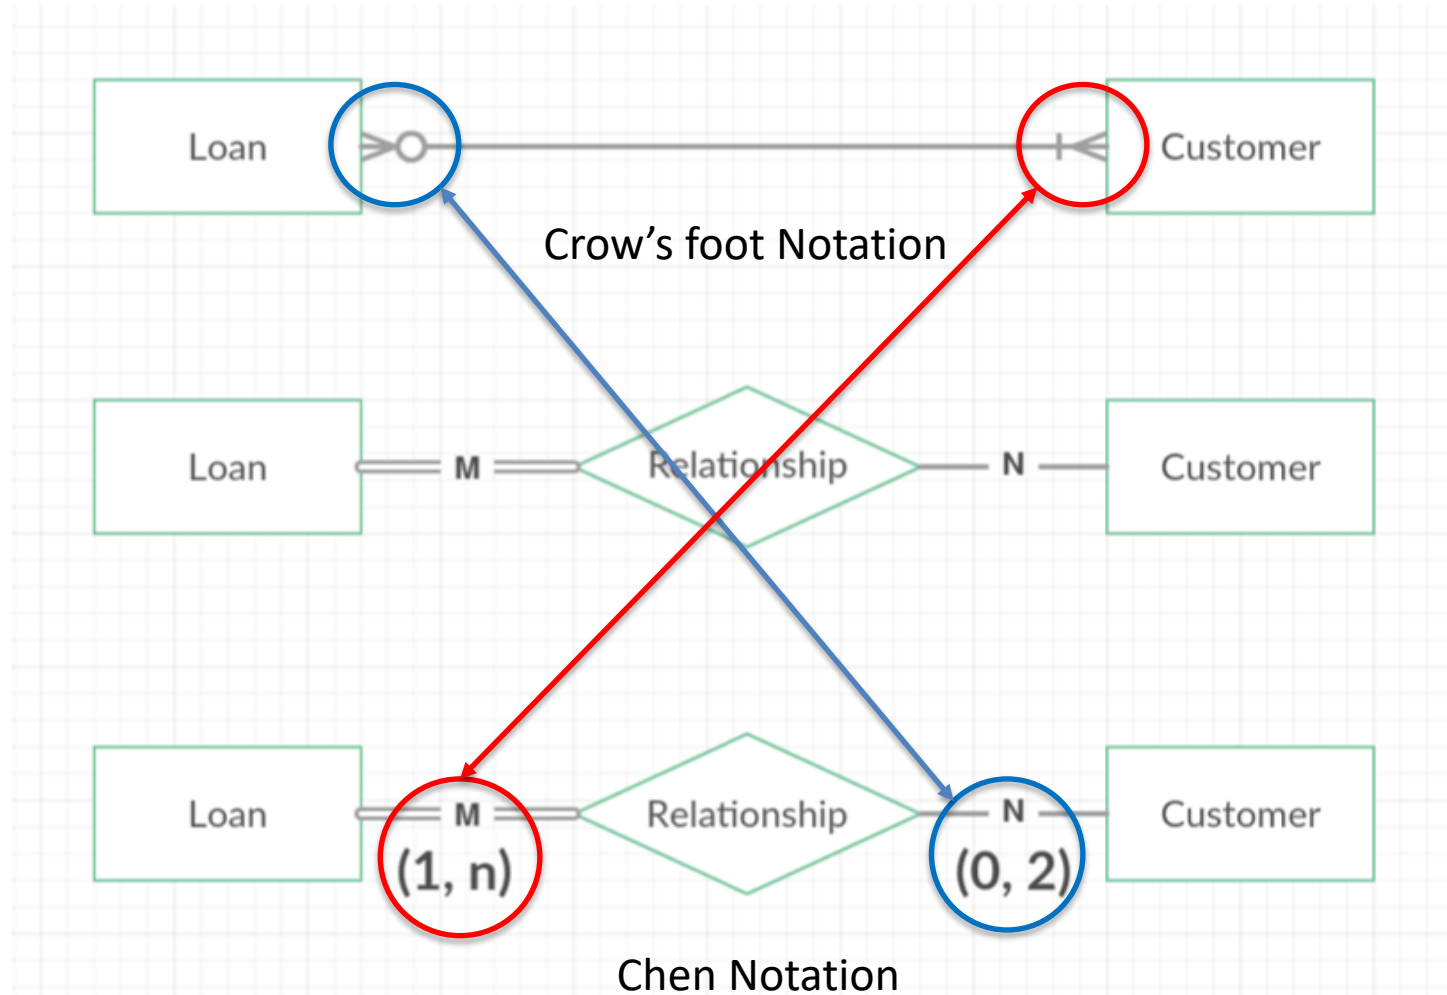 Loan
Customer
Crow’s foot Notation
Loan
M
Relationship
N
Customer
Loan
M
Relationship
N
Customer
(1, n)
(0, 2)
Chen Notation